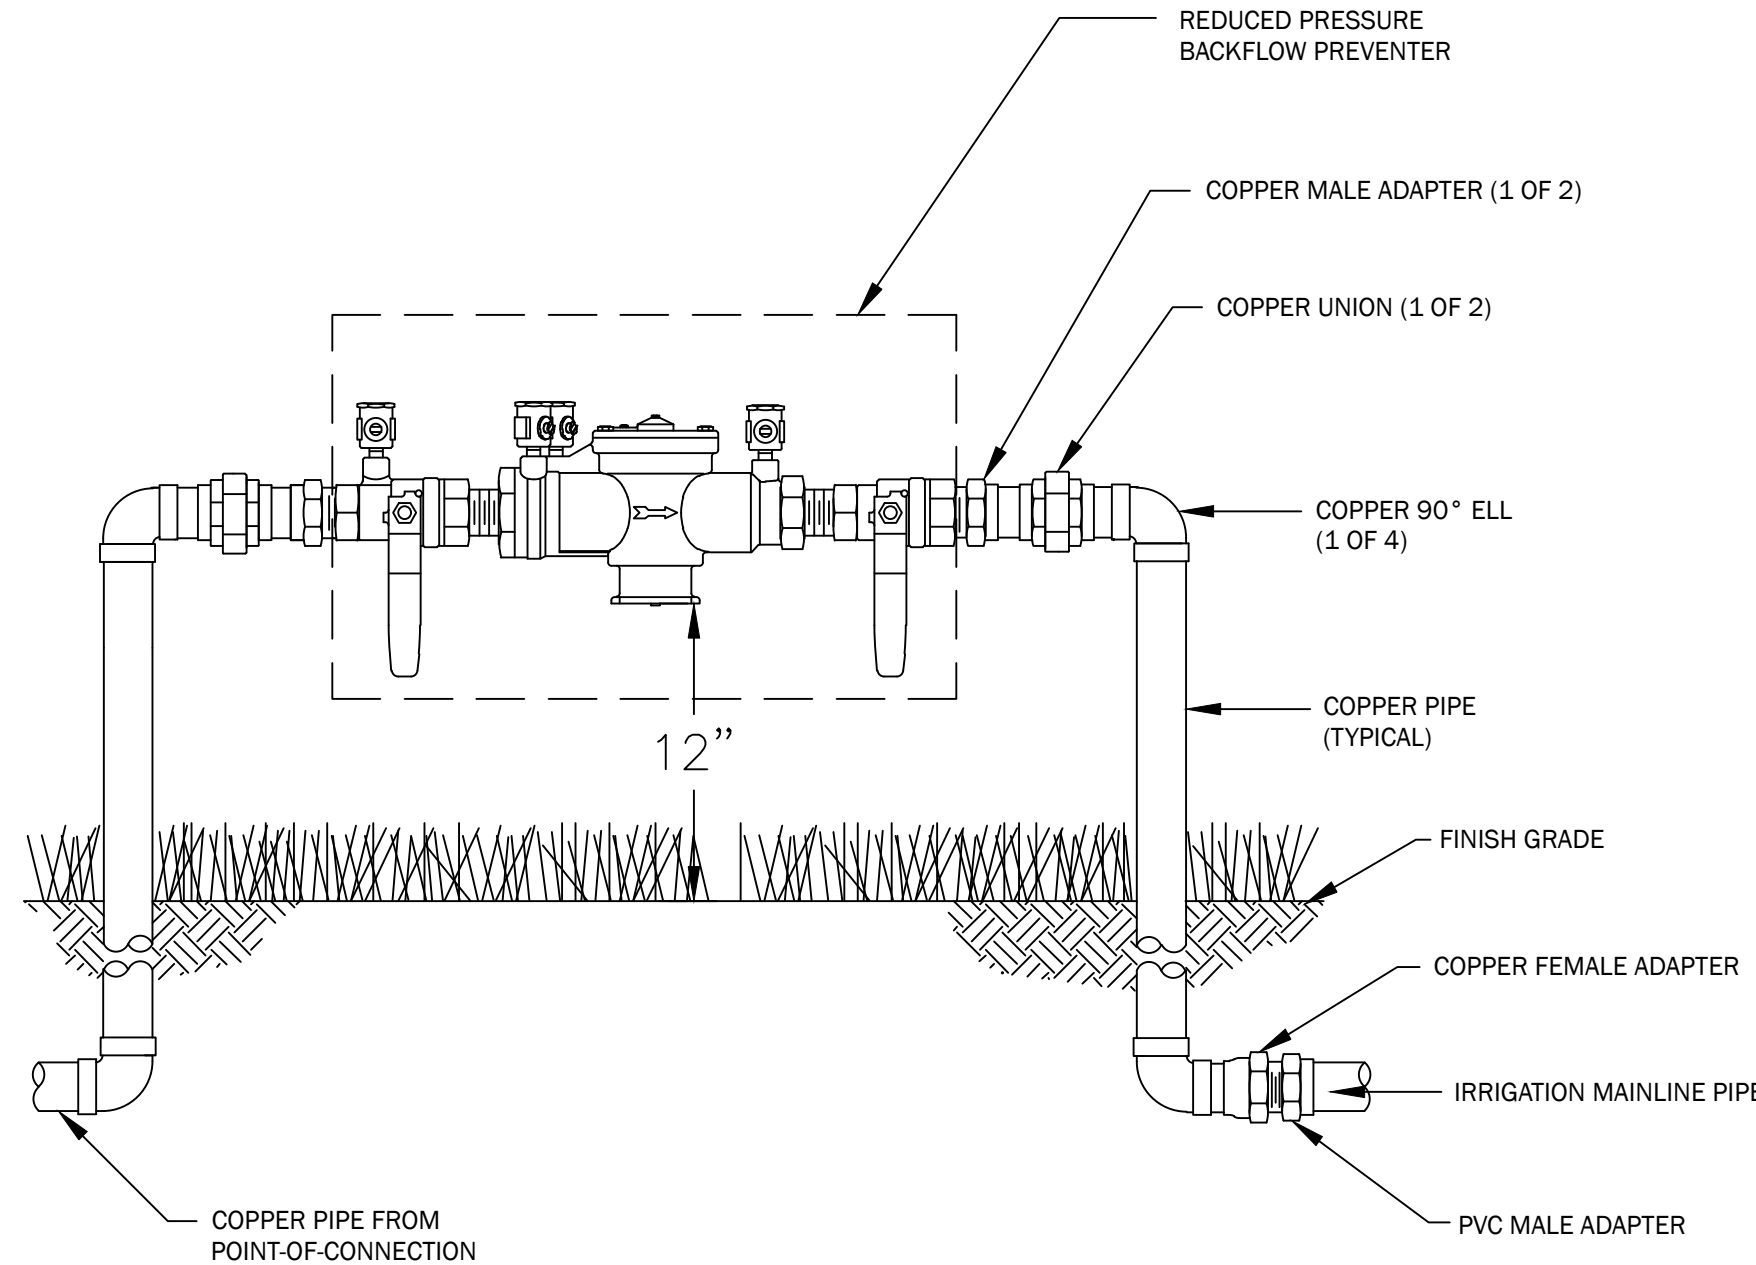 REDUCED PRESSURE
BACKFLOW PREVENTER
COPPER MALE ADAPTER (1 OF 2)
COPPER UNION (1 OF 2)
COPPER 90° ELL
(1 OF 4)
COPPER PIPE
(TYPICAL)
12”
FINISH GRADE
COPPER FEMALE ADAPTER
IRRIGATION MAINLINE PIPE
PVC MALE ADAPTER
COPPER PIPE FROM
POINT-OF-CONNECTION